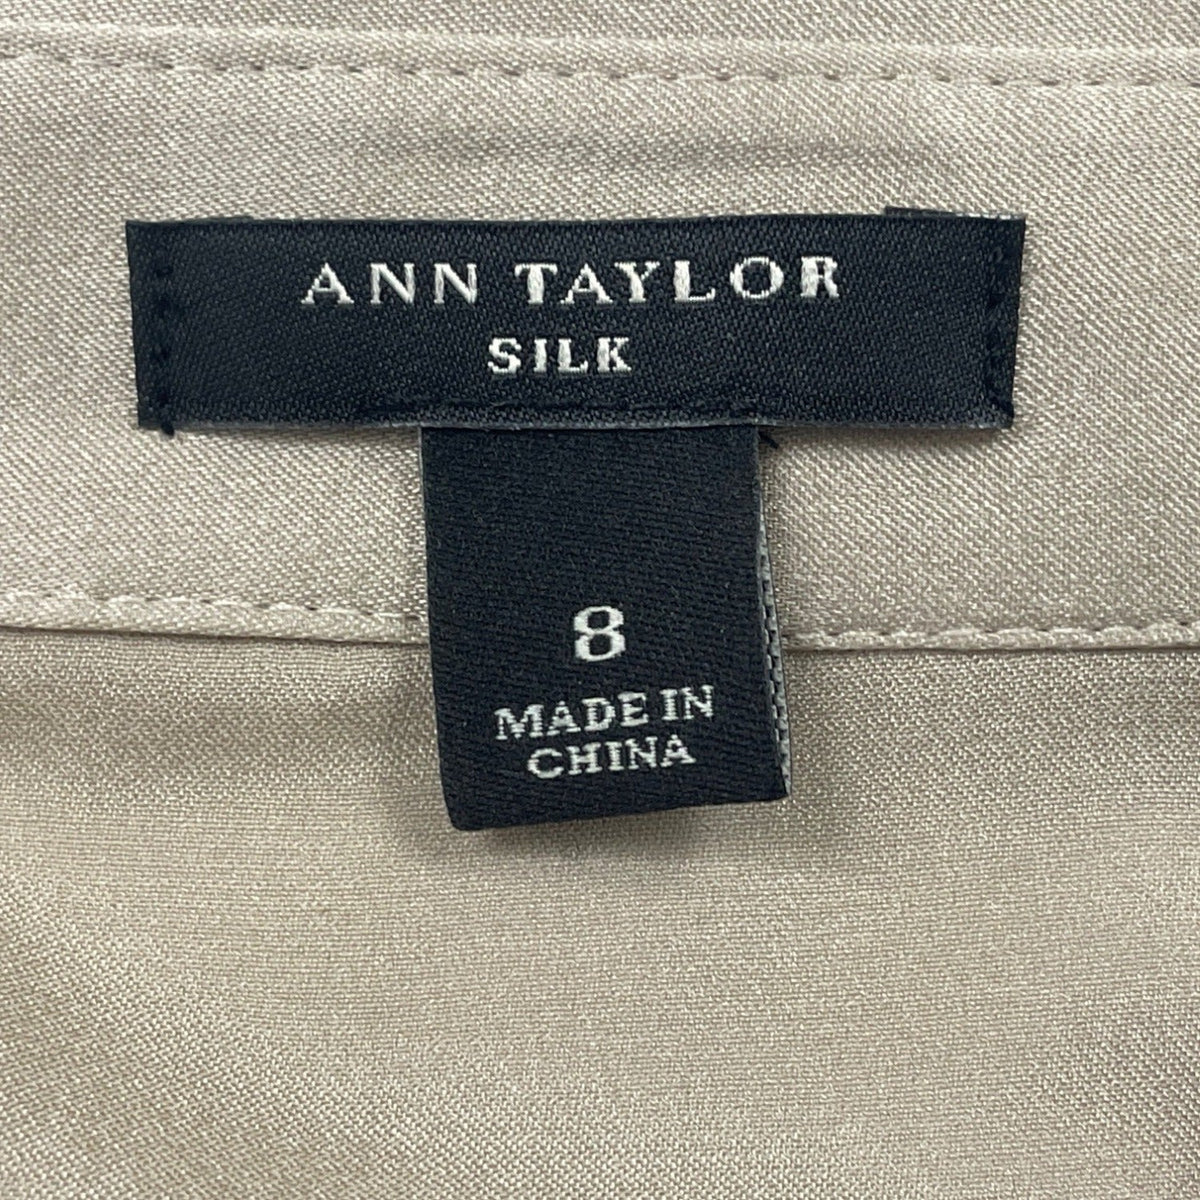 ANN TAYLOR
SILK
8
MADE IN
CHINA